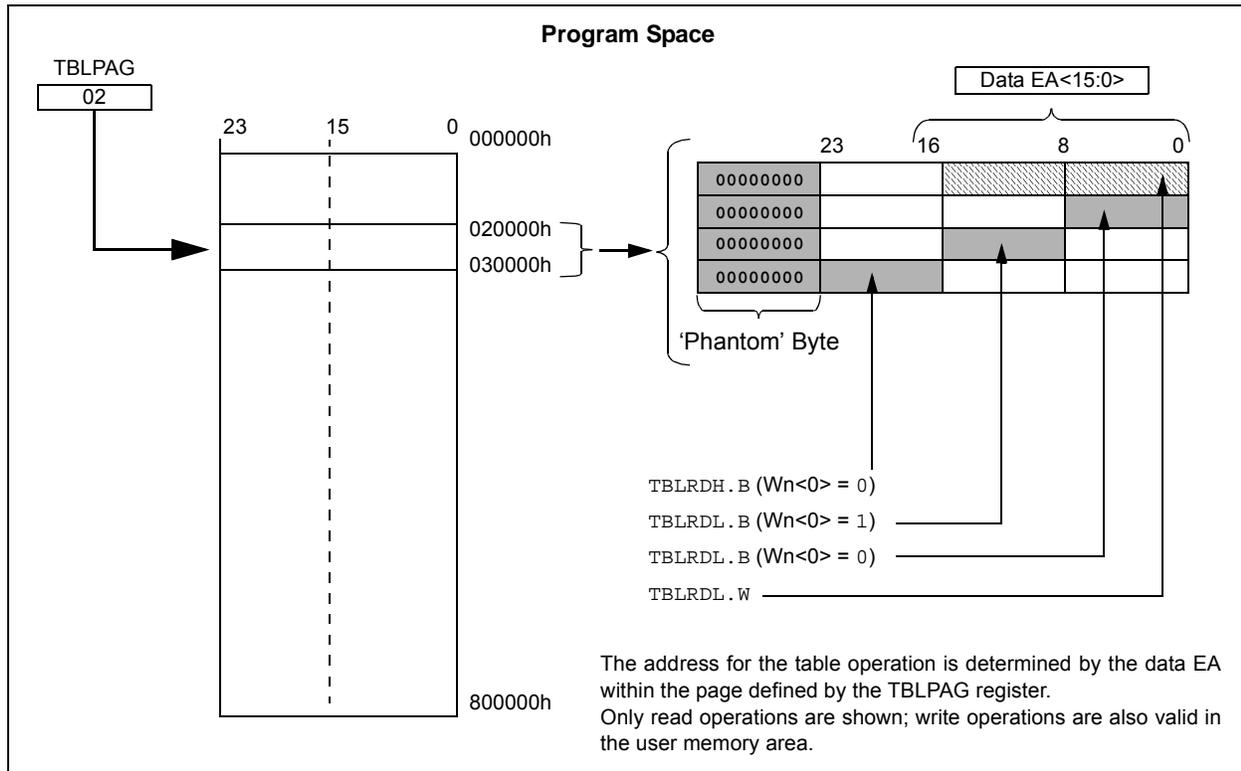 Program Space
TBLPAG
02
23 15 0
000000h
020000h
030000h
800000h
Data EA<15:0>
23 16 8 0
00000000
00000000
00000000
00000000
‘Phantom’ Byte
TBLRDH.B (Wn<0> = 0)
TBLRDL.B (Wn<0> = 1)
TBLRDL.B (Wn<0> = 0)
TBLRDL.W
The address for the table operation is determined by the data EA
within the page defined by the TBLPAG register.
Only read operations are shown; write operations are also valid in
the user memory area.